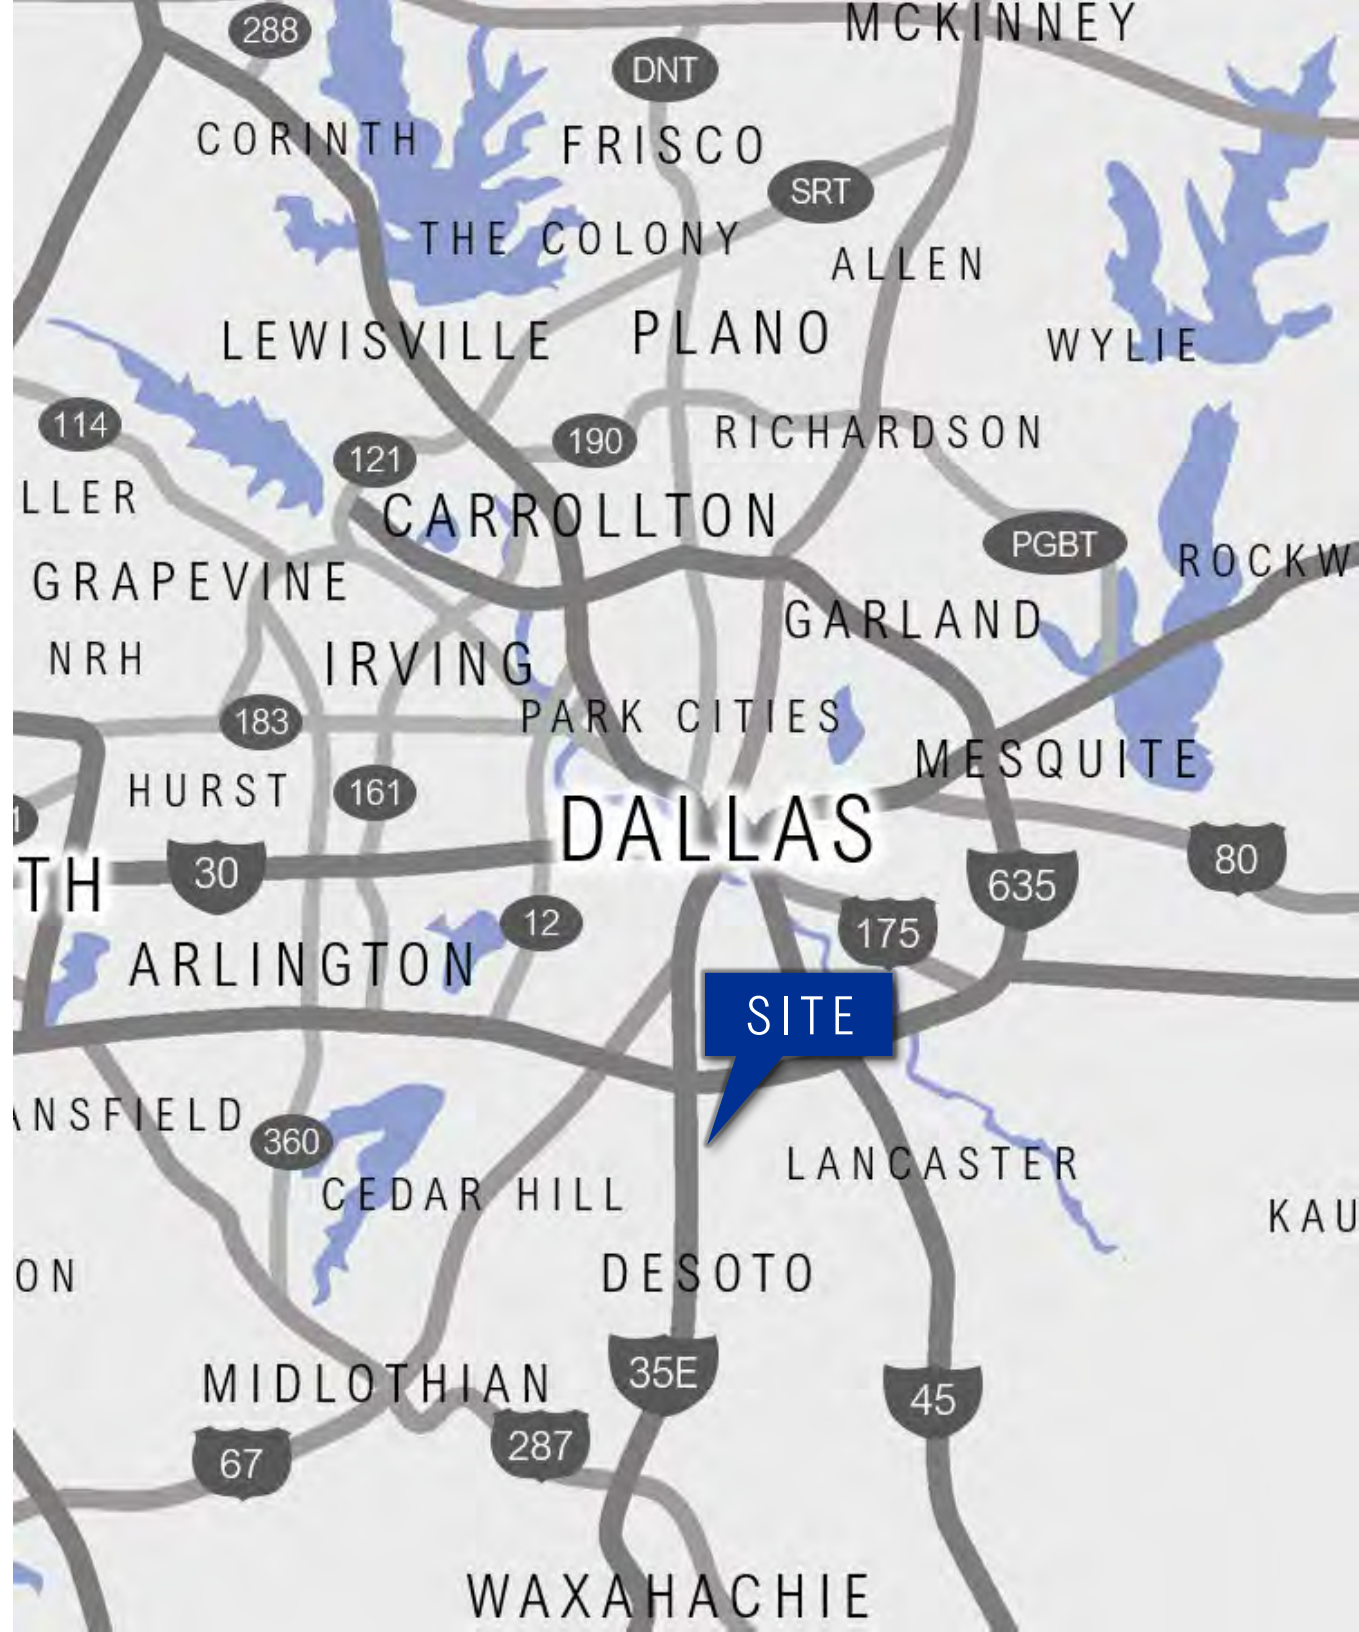 MCKINNEY
288
DNT
CORINTH
FRISCO
SRT
THE COLONY
ALLEN
LEWISVILLE
PLANO
WYLIE
114
190
RICHARDSON
121
LLER
CARROLLTON
PGBT
ROCKW
GRAPEVINE
GARLAND
NRH
IRVING
183
PARK CITIES
MESQUITE
HURST
161
1
DALLAS
30
TH
635
80
12
175
ARLINGTON
SITE
ANSFIELD
360
LANCASTER
CEDAR HILL
KAU
ON
DESOTO
MIDLOTHIAN
35E
45
67
287
WAXAHACHIE